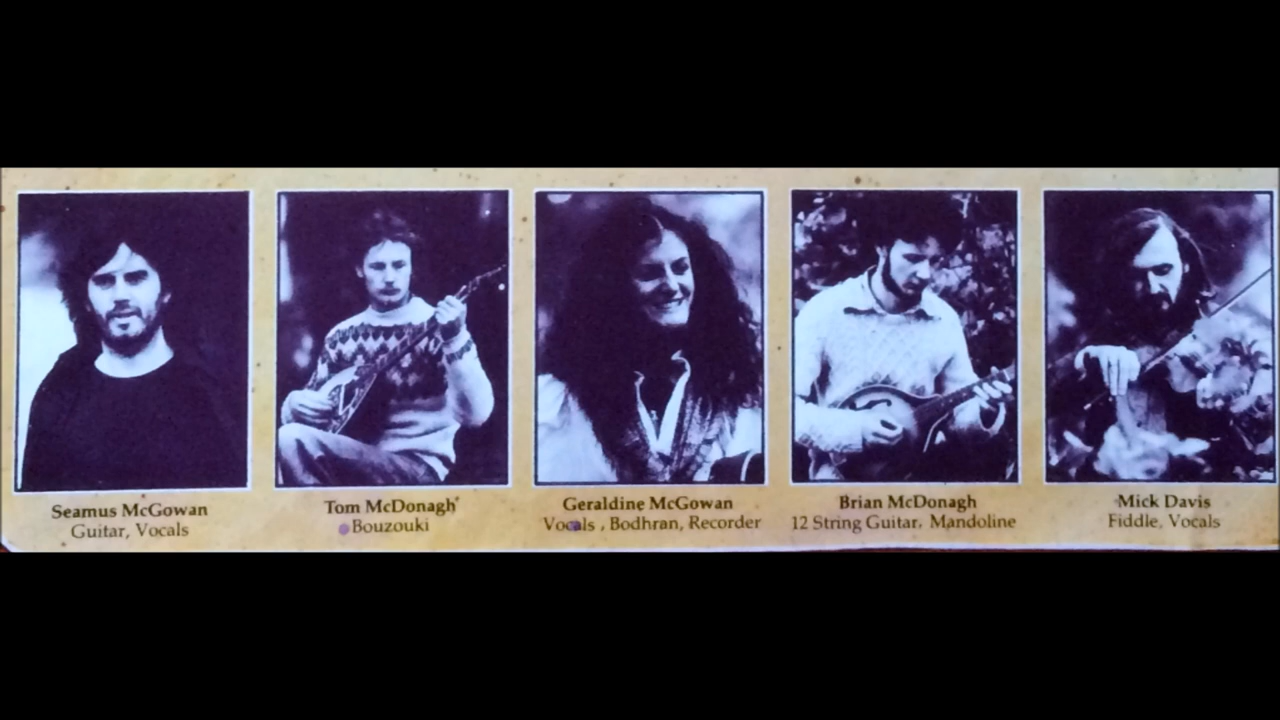 Seamus McGowan
Guitar, Vocals
Tom McDonagh
Bouzouki
Geraldine McGowan
Vocals , Bodhran, Recorder
Brian McDonagh
12 String Guitar, Mandoline
Mick Davis
Fiddle, Vocals